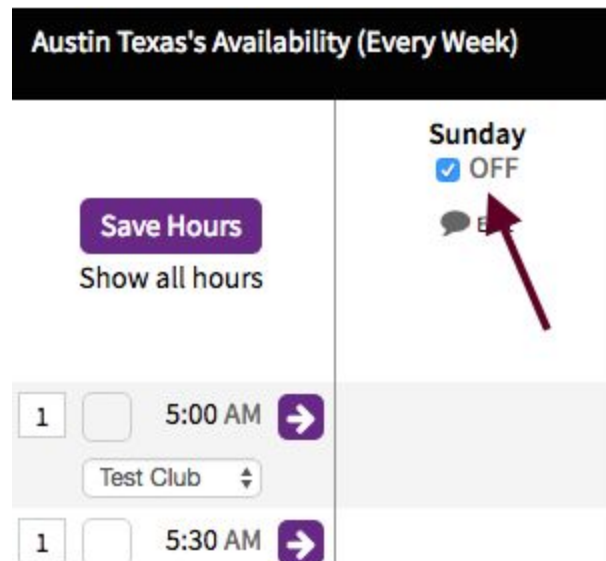 Austin Texas's Availability (Every Week)
Sunday
OFF
Save Hours
Show all hours
1 5:00 AM
Test Club
1 5:30 AM